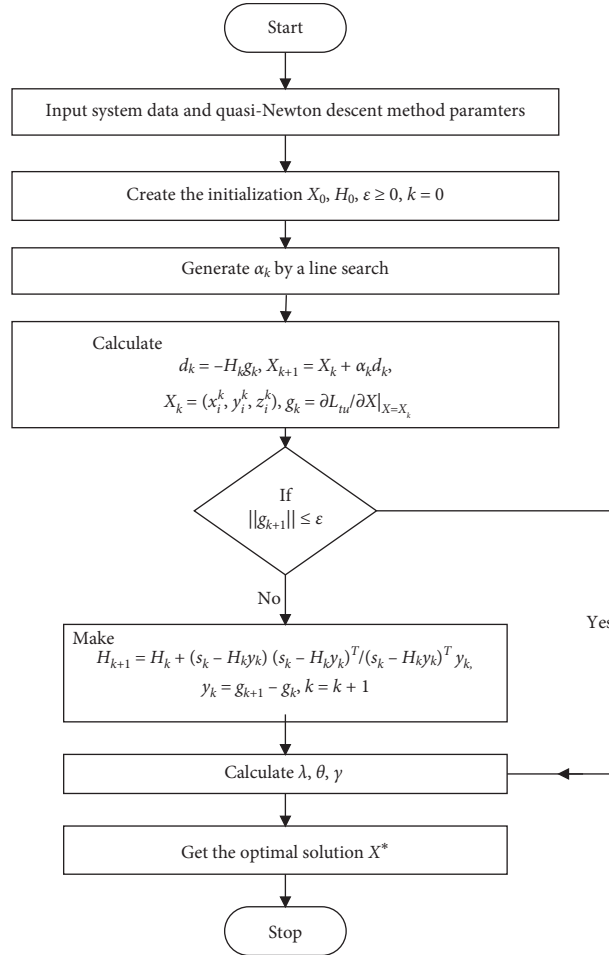 Start
Input system data and quasi-Newton descent method paramters
Create the initialization X₀, H₀, ε ≥ 0, k = 0
Generate αₖ by a line search
Calculate
dₖ = –Hₖgₖ, Xₖ₊₁ = Xₖ + αₖdₖ,
Xₖ = (xᵢᵏ, yᵢᵏ, zᵢᵏ), gₖ = ∂L_{tu}/∂X|_{X=Xₖ}
If
||gₖ₊₁|| ≤ ε
No
Yes
Make
Hₖ₊₁ = Hₖ + (sₖ – Hₖyₖ) (sₖ – Hₖyₖ)ᵀ/(sₖ – Hₖyₖ)ᵀ yₖ,
yₖ = gₖ₊₁ – gₖ, k = k + 1
Calculate λ, θ, γ
Get the optimal solution X*
Stop